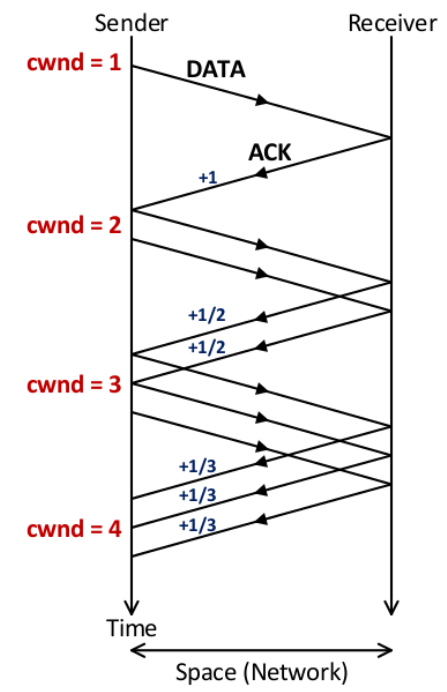 Sender Receiver
cwnd = 1
DATA
ACK
+1
cwnd = 2
+1/2
+1/2
cwnd = 3
+1/3
+1/3
+1/3
cwnd = 4
Time
Space (Network)